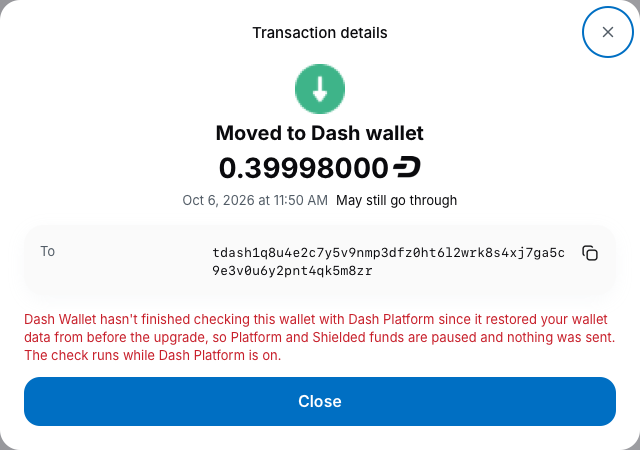 Transaction details
Moved to Dash wallet
0.39998000
Oct 6, 2026 at 11:50 AM May still go through
To
tdash1q8u4e2c7y5v9nmp3dfz0ht6l2wrk8s4xj7ga5c
9e3v0u6y2pnt4qk5m8zr
Dash Wallet hasn't finished checking this wallet with Dash Platform since it restored your wallet
data from before the upgrade, so Platform and Shielded funds are paused and nothing was sent.
The check runs while Dash Platform is on.
Close